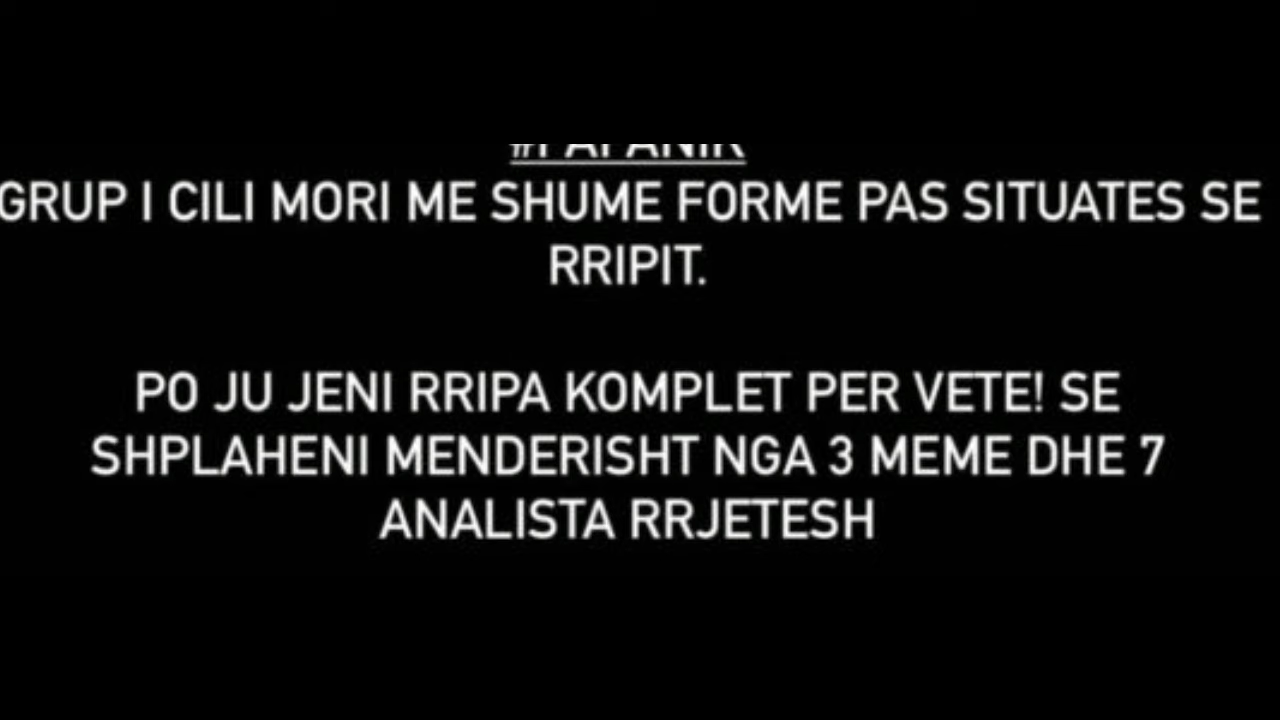 GRUP I CILI MORI ME SHUME FORME PAS SITUATES SE
RRIPIT.
PO JU JENI RRIPA KOMPLET PER VETE! SE
SHPLAHENI MENDERISHT NGA 3 MEME DHE 7
ANALISTA RRJETESH